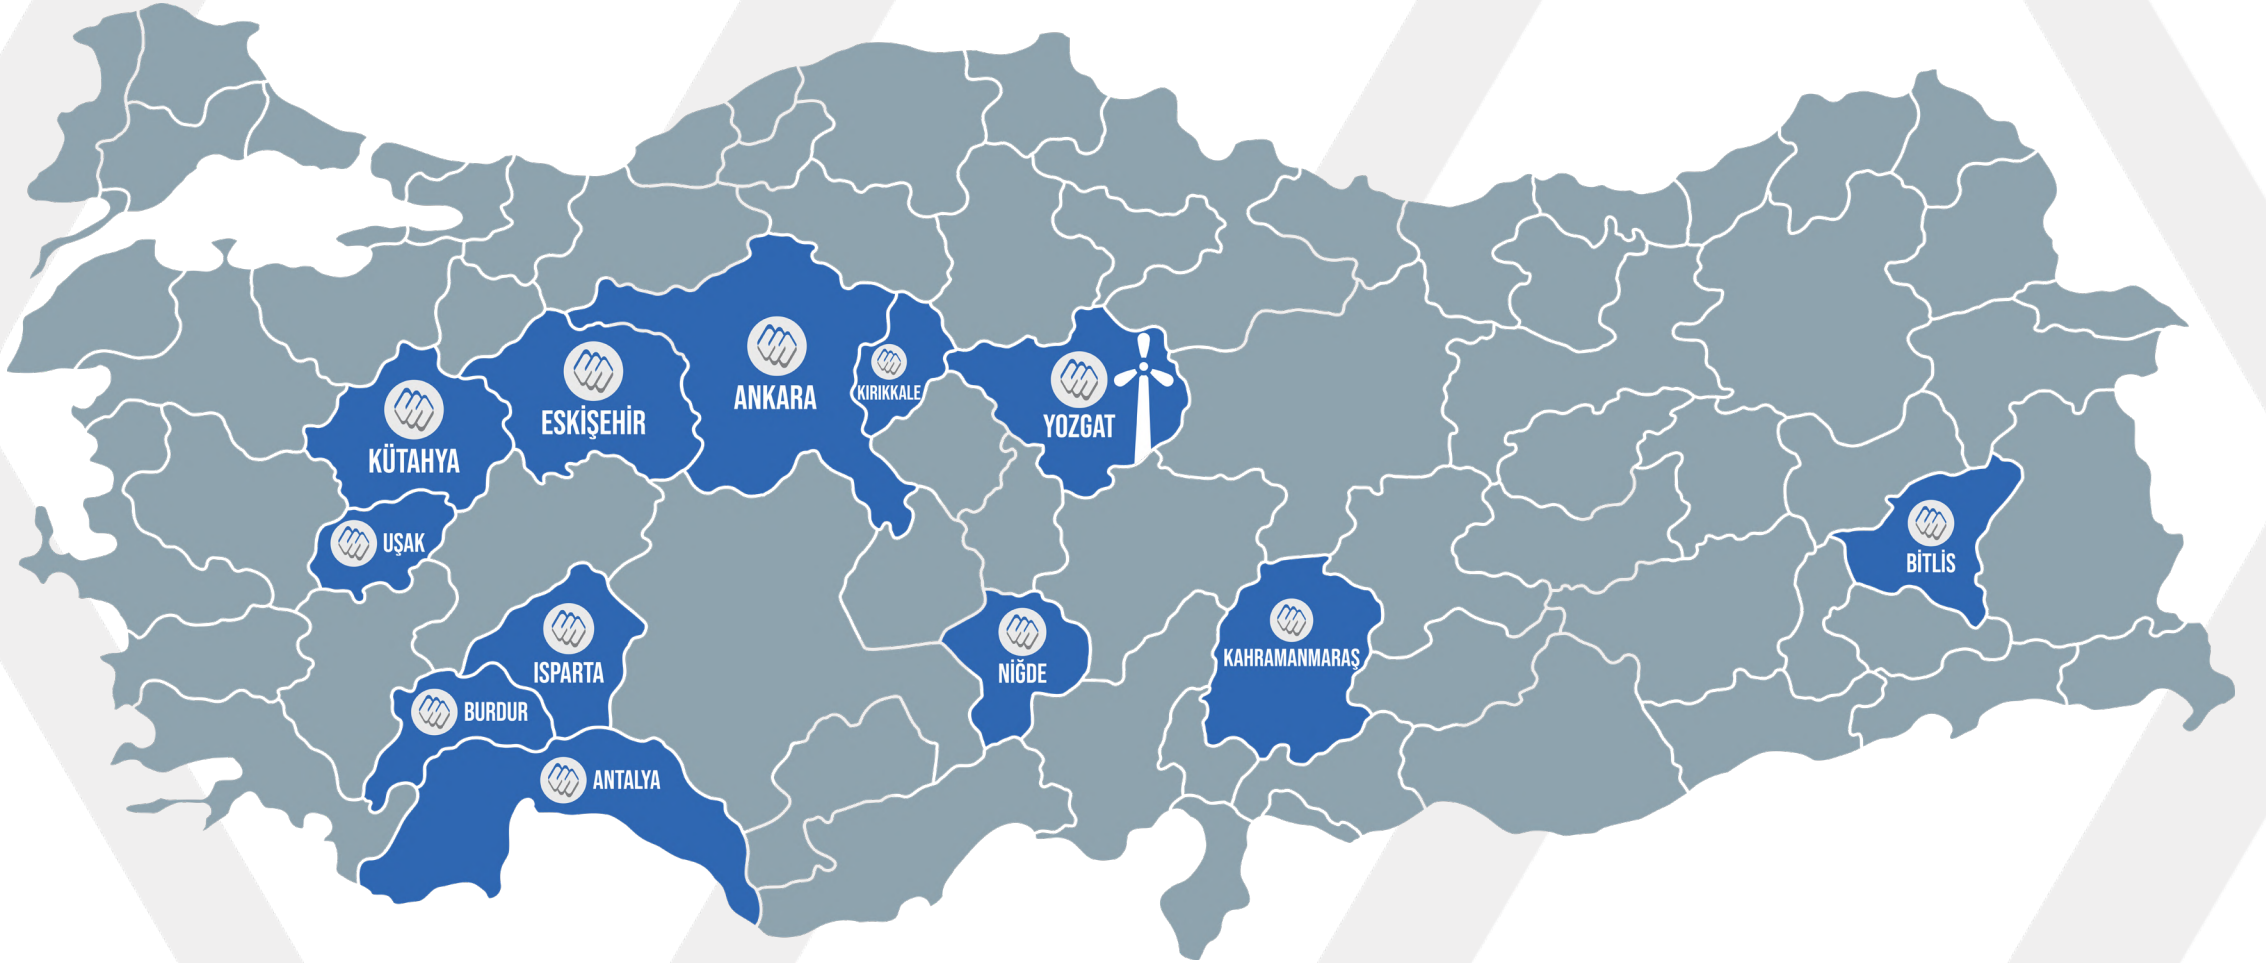 ANKARA
KIRIKKALE
ESKİŞEHİR
YOZGAT
KÜTAHYA
UŞAK
BİTLİS
ISPARTA
NİĞDE
KAHRAMANMARAŞ
BURDUR
ANTALYA